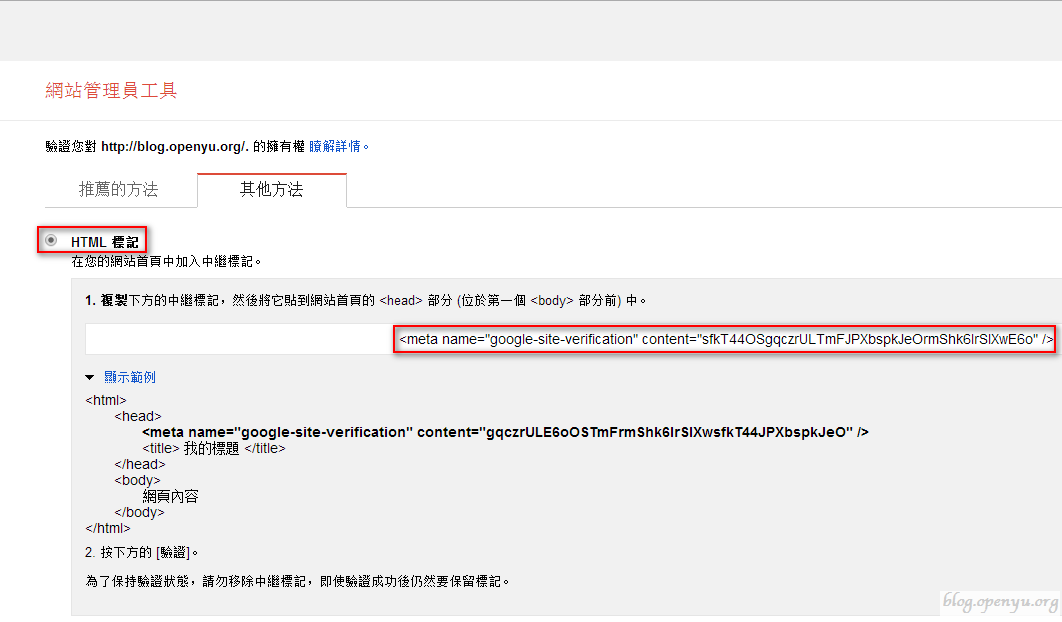 網站管理員工具
驗證您對 http://blog.openyu.org/. 的擁有權 瞭解詳情。
推薦的方法 其他方法
HTML 標記
在您的網站首頁中加入中繼標記。
1. 複製下方的中繼標記，然後將它貼到網站首頁的 <head> 部分 (位於第一個 <body> 部分前) 中。
<meta name="google-site-verification" content="sfkT44OSgqczrULTmFJPXbspkJeOrmShk6lrSlXwE6o" />
顯示範例
<html>
<head>
<meta name="google-site-verification" content="gqczrULE6oOSTmFrmShk6lrSlXwsfkT44JPXbspkJeO" />
<title> 我的標題 </title>
</head>
<body>
網頁內容
</body>
</html>
2. 按下方的 [驗證]。
為了保持驗證狀態，請勿移除中繼標記，即使驗證成功後仍然要保留標記。
blog.openyu.org